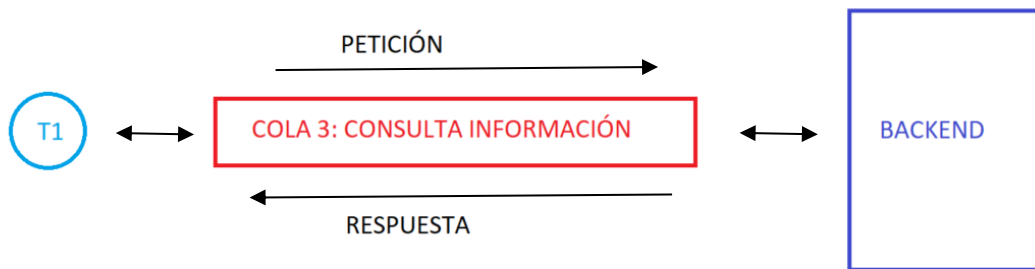 PETICIÓN
T1
COLA 3: CONSULTA INFORMACIÓN
BACKEND
RESPUESTA